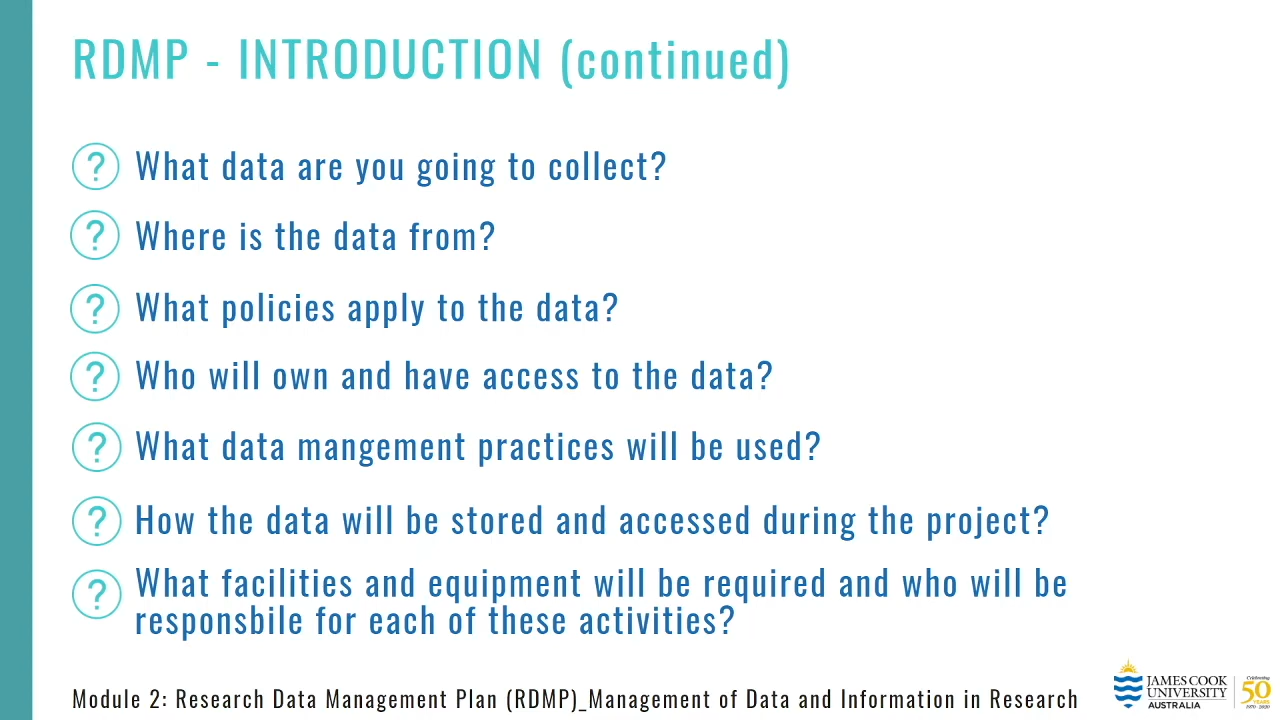 RDMP - INTRODUCTION (continued)
? What data are you going to collect?
? Where is the data from?
? What policies apply to the data?
? Who will own and have access to the data?
? What data mangement practices will be used?
? How the data will be stored and accessed during the project?
? What facilities and equipment will be required and who will be
responsbile for each of these activities?
Module 2: Research Data Management Plan (RDMP)_Management of Data and Information in Research
JAMES COOK
UNIVERSITY
AUSTRALIA
Celebrating
50
YEARS
1970 - 2020